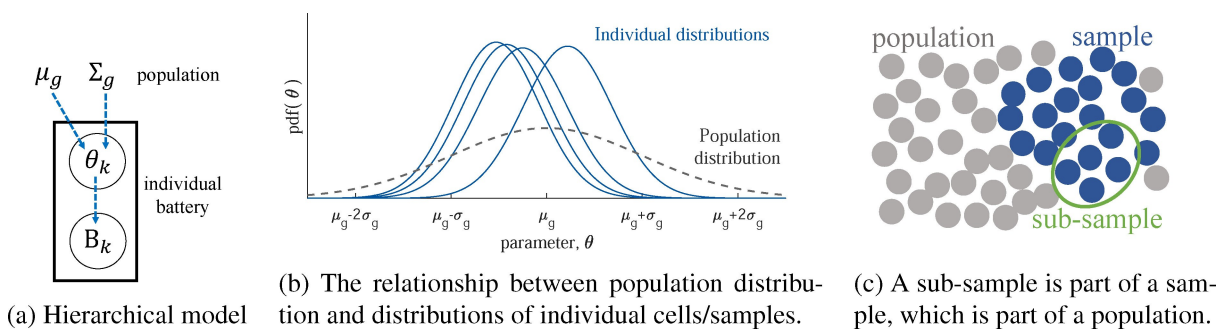 μ_g Σ_g population
θ_k
individual
battery
B_k
(a) Hierarchical model
Individual distributions
Population
distribution
pdf( θ )
μ_g-2σ_g μ_g-σ_g μ_g μ_g+σ_g μ_g+2σ_g
parameter, θ
(b) The relationship between population distribu-
tion and distributions of individual cells/samples.
population sample
sub-sample
(c) A sub-sample is part of a sam-
ple, which is part of a population.